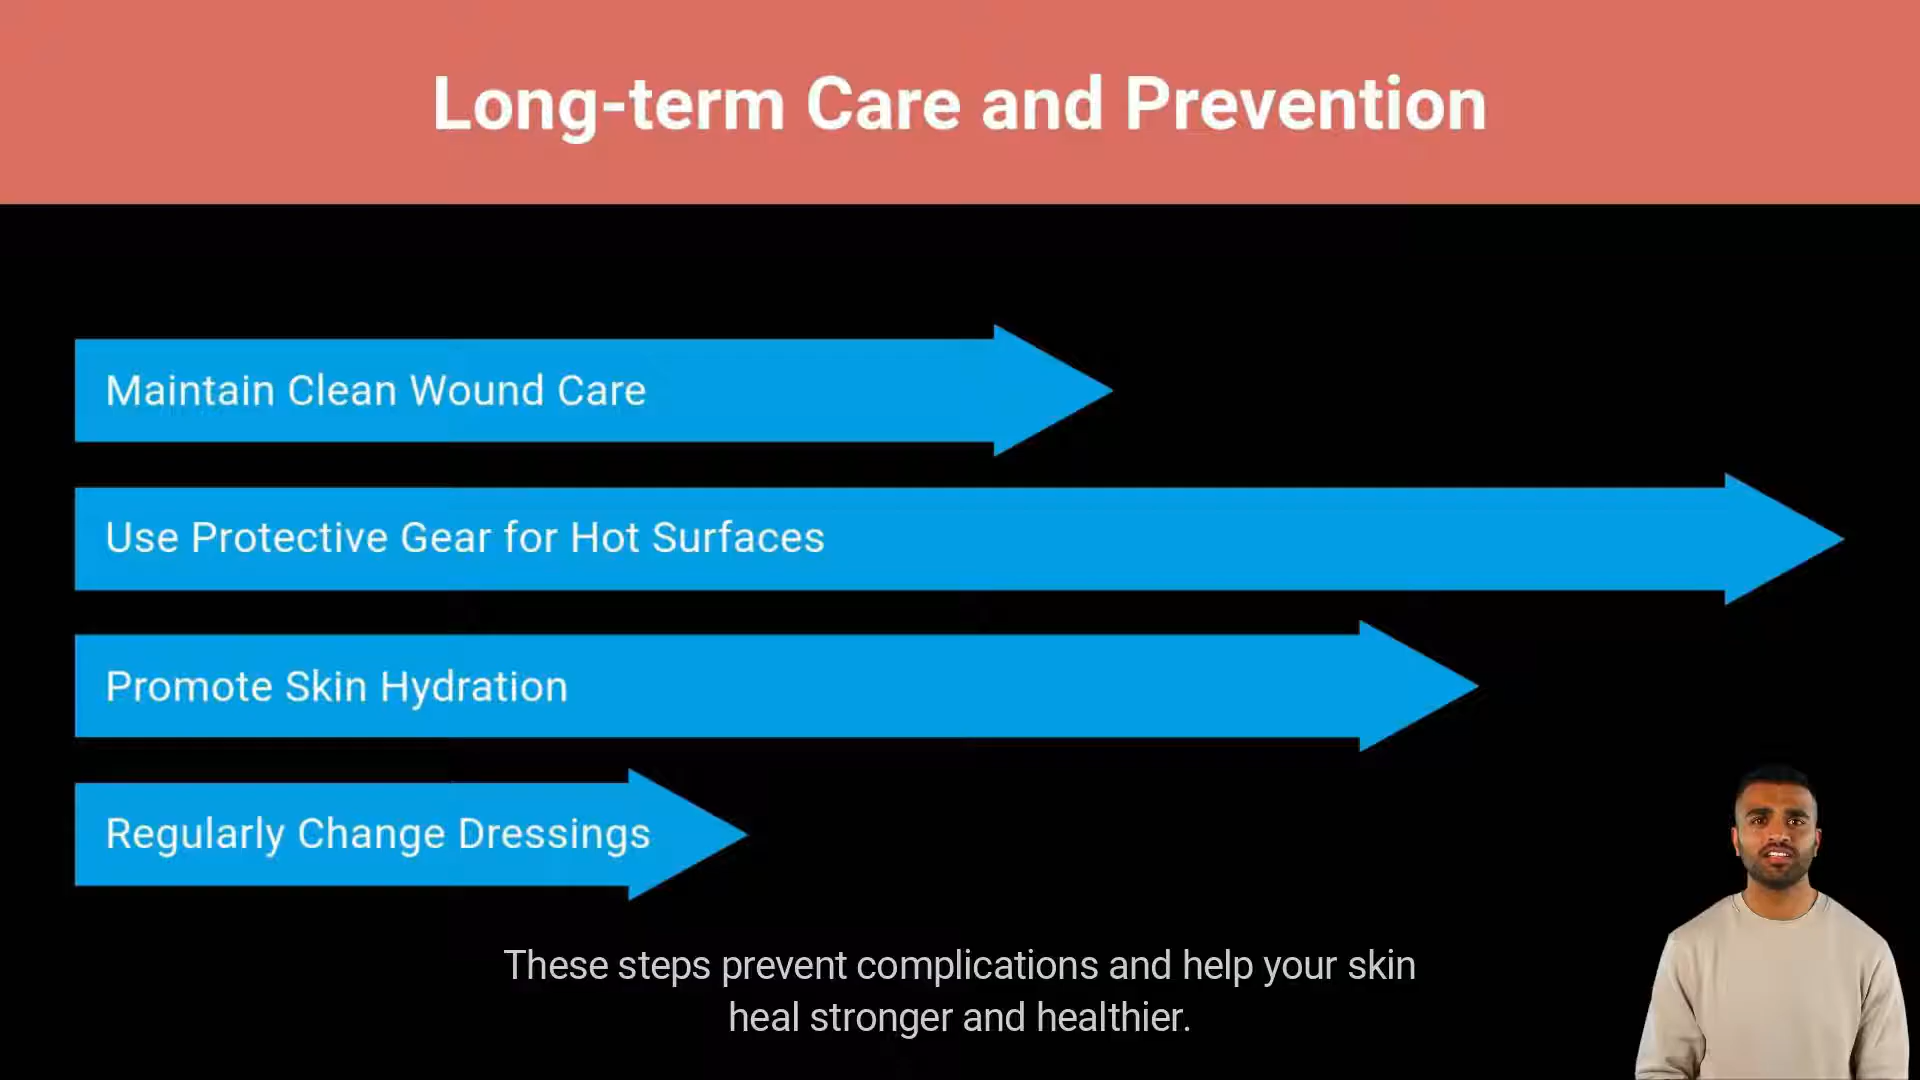 Long-term Care and Prevention
Maintain Clean Wound Care
Use Protective Gear for Hot Surfaces
Promote Skin Hydration
Regularly Change Dressings
These steps prevent complications and help your skin
heal stronger and healthier.